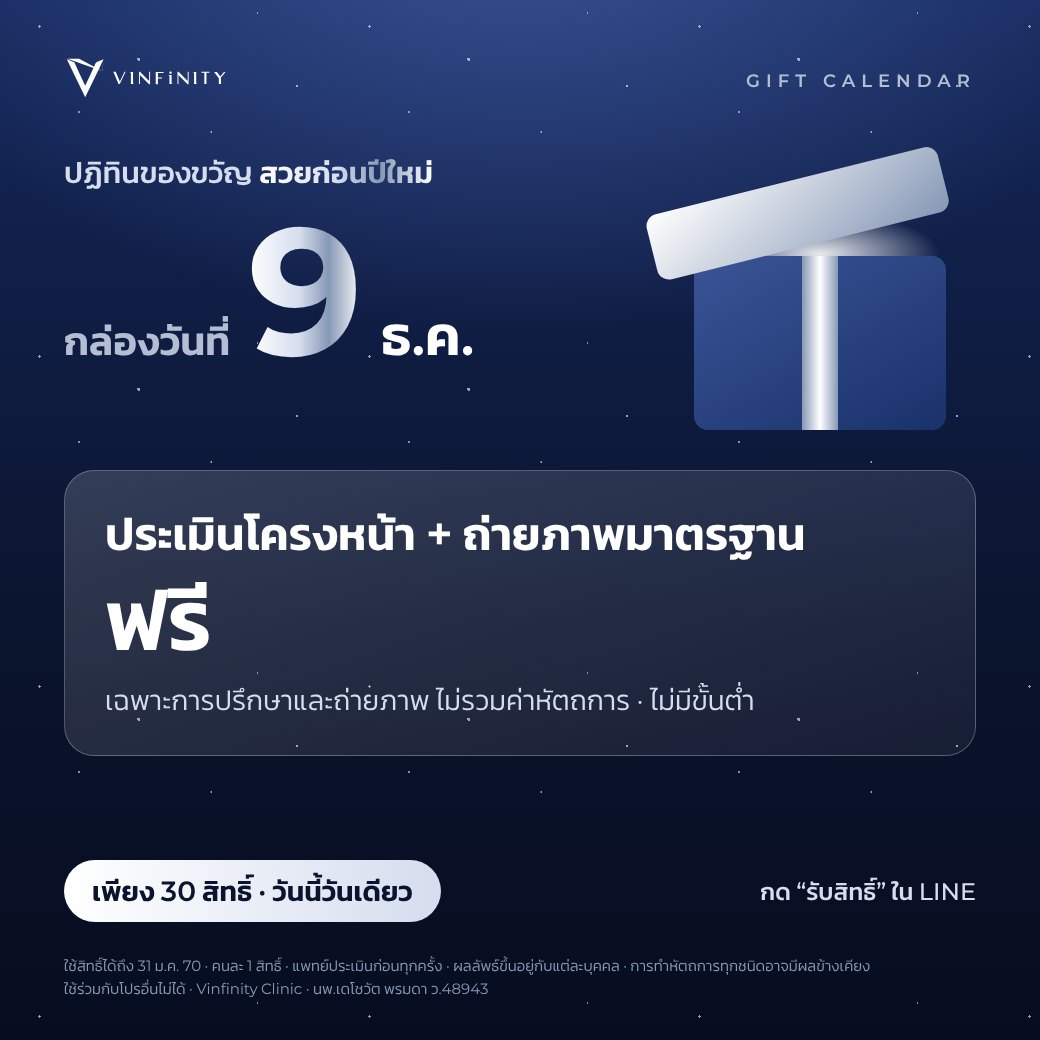 VINFiNITY
GIFT CALENDAR
ปฏิทินของขวัญ สวยก่อนปีใหม่
กล่องวันที่ 9 ธ.ค.
ประเมินโครงหน้า + ถ่ายภาพมาตรฐาน
ฟรี
เฉพาะการปรึกษาและถ่ายภาพ ไม่รวมค่าหัตถการ · ไม่มีขั้นต่ำ
เพียง 30 สิทธิ์ · วันนี้วันเดียว
กด “รับสิทธิ์” ใน LINE
ใช้สิทธิ์ได้ถึง 31 ม.ค. 70 · คนละ 1 สิทธิ์ · แพทย์ประเมินก่อนทุกครั้ง · ผลลัพธ์ขึ้นอยู่กับแต่ละบุคคล · การทำหัตถการทุกชนิดอาจมีผลข้างเคียง
ใช้ร่วมกับโปรอื่นไม่ได้ · Vinfinity Clinic · นพ.เดโชวัต พรมดา ว.48943